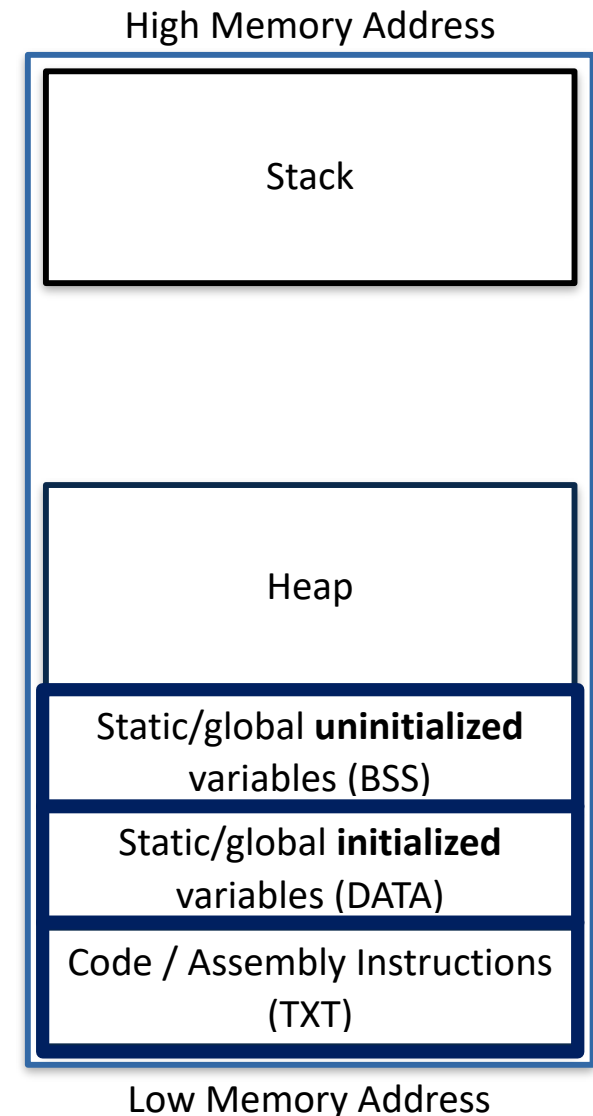 High Memory Address
Stack
Heap
Static/global uninitialized
variables (BSS)
Static/global initialized
variables (DATA)
Code / Assembly Instructions
(TXT)
Low Memory Address